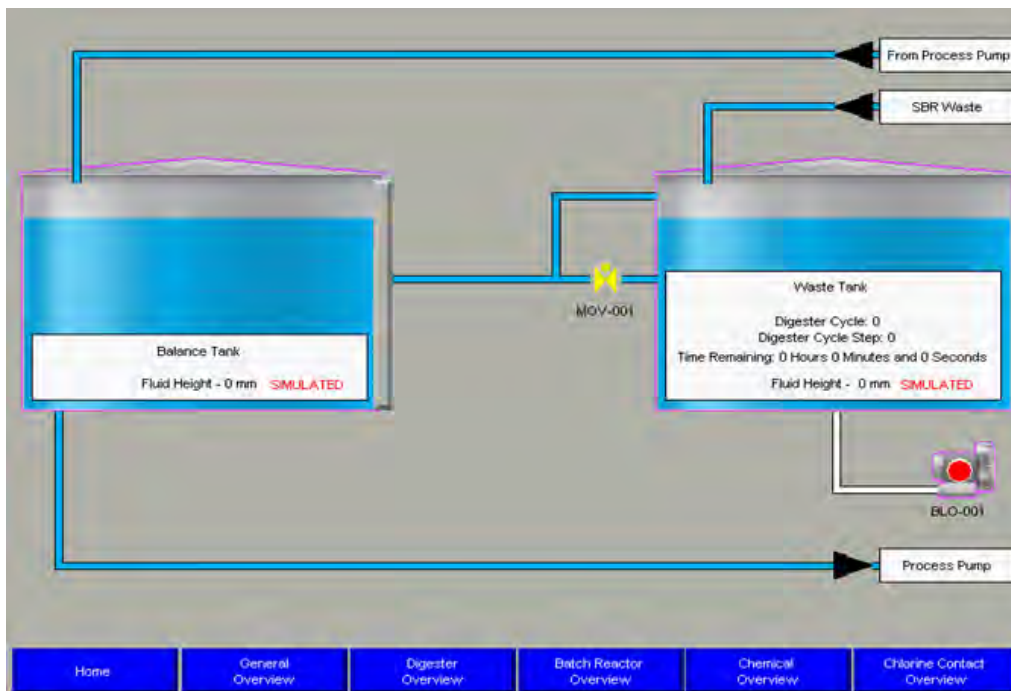 From Process Pump
SBR Waste
MOV-001
Waste Tank
Digester Cycle: 0
Digester Cycle Step: 0
Time Remaining: 0 Hours 0 Minutes and 0 Seconds
Fluid Height - 0 mm SIMULATED
Balance Tank
Fluid Height - 0 mm SIMULATED
BLO-001
Process Pump
Home
General
Overview
Digester
Overview
Batch Reactor
Overview
Chemical
Overview
Chlorine Contact
Overview